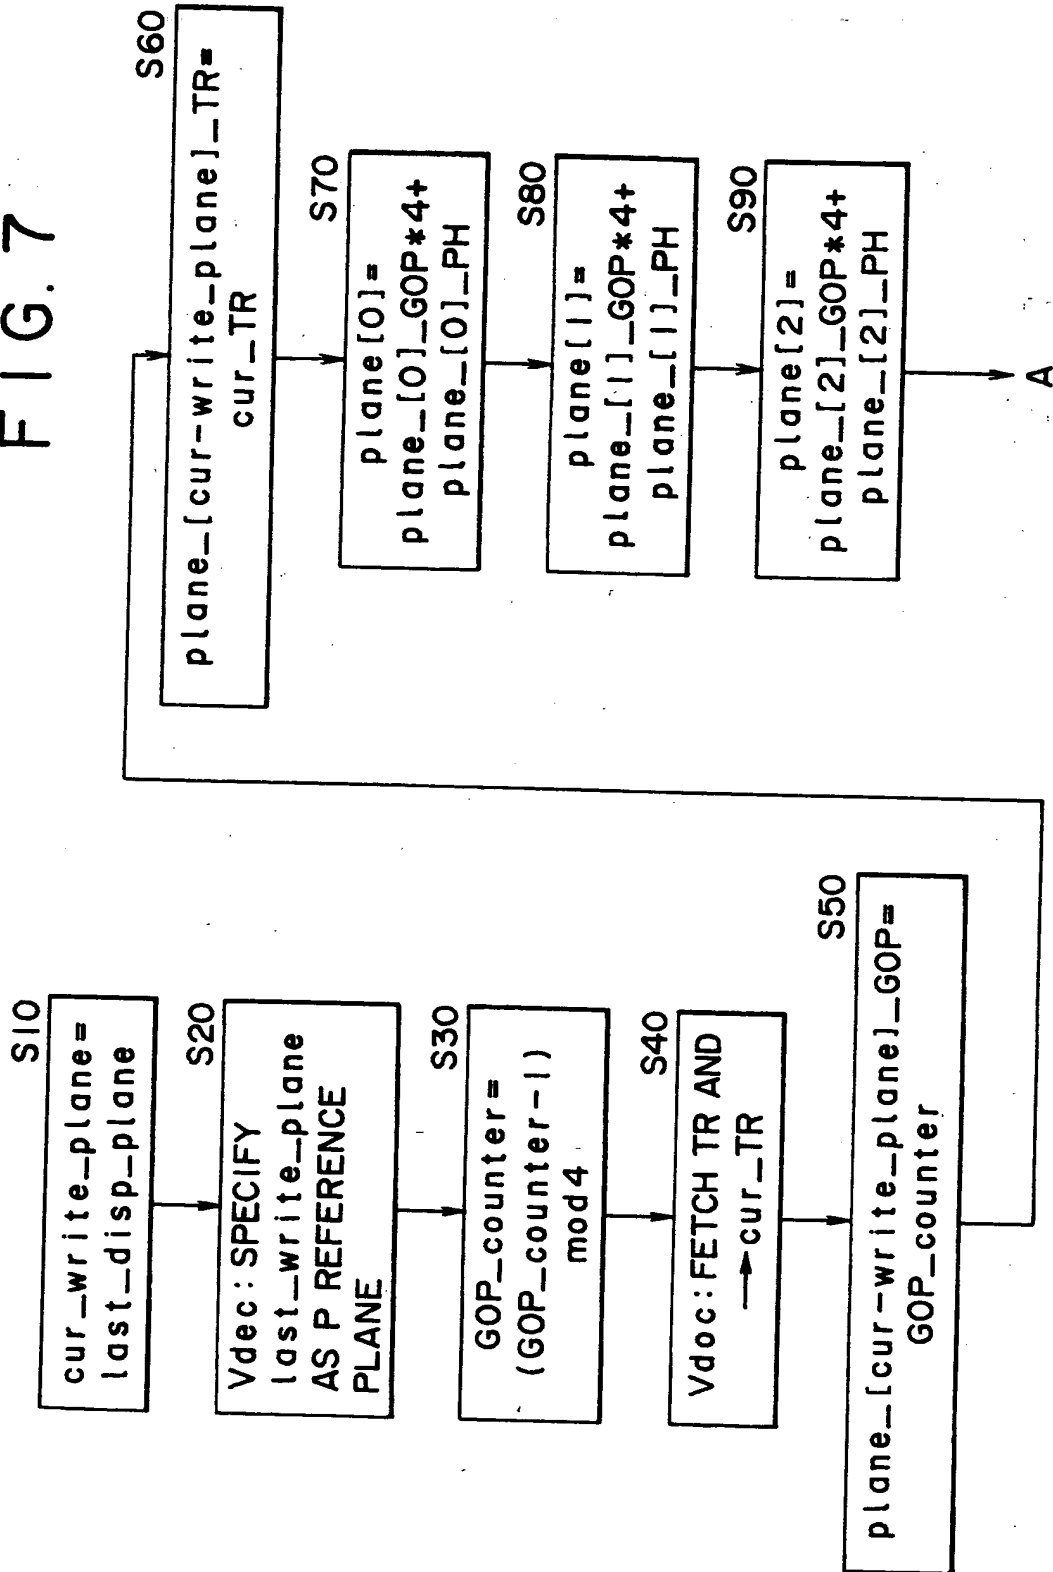 FIG. 7
S10
cur_write_plane=
last_disp_plane
S20
Vdec:SPECIFY
last_write_plane
AS P REFERENCE
PLANE
S30
GOP_counter=
(GOP_counter-1)
mod4
S40
Vdoc:FETCH TR AND
→cur_TR
S50
plane_[cur-write_plane]_GOP=
GOP_counter
S60
plane_[cur-write_plane]_TR=
cur_TR
S70
plane[0]=
plane_[0]_GOP*4+
plane_[0]_PH
S80
plane[1]=
plane_[1]_GOP*4+
plane_[1]_PH
S90
plane[2]=
plane_[2]_GOP*4+
plane_[2]_PH
A